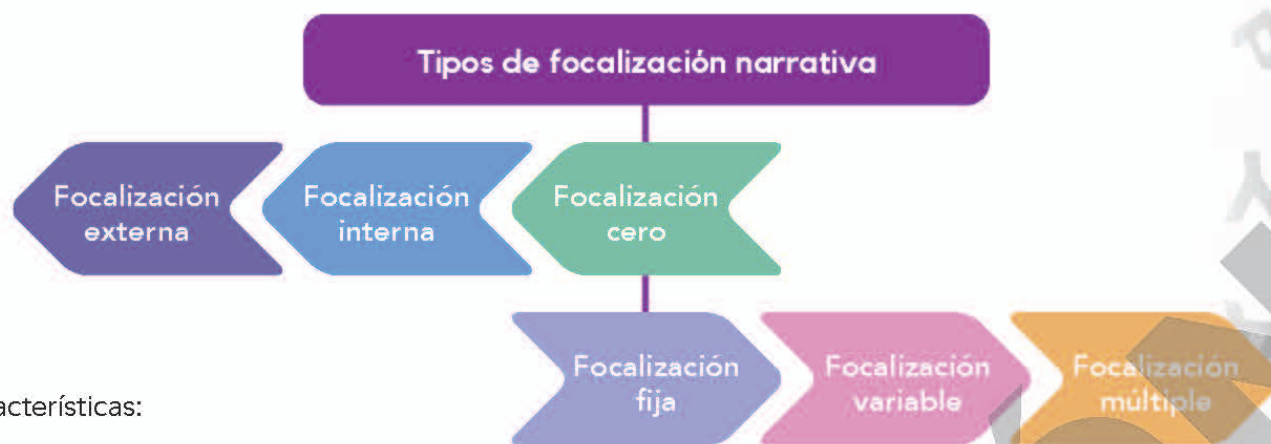 Tipos de focalización narrativa
Focalización
externa
Focalización
interna
Focalización
cero
Focalización
fija
Focalización
variable
Focalización
múltiple
acterísticas: